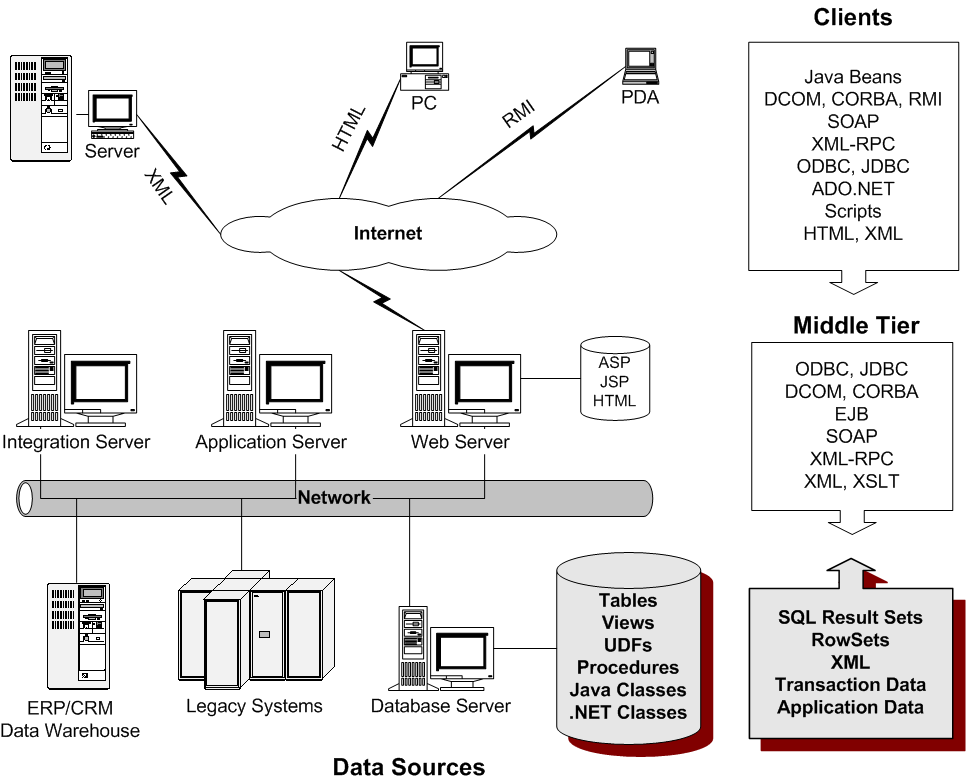 Clients
Java Beans
DCOM, CORBA, RMI
SOAP
XML-RPC
ODBC, JDBC
ADO.NET
Scripts
HTML, XML
Server
PC
PDA
XML
HTML
RMI
Internet
Middle Tier
ODBC, JDBC
DCOM, CORBA
EJB
SOAP
XML-RPC
XML, XSLT
ASP
JSP
HTML
Integration Server
Application Server
Web Server
Network
ERP/CRM
Data Warehouse
Legacy Systems
Database Server
Tables
Views
UDFs
Procedures
Java Classes
.NET Classes
SQL Result Sets
RowSets
XML
Transaction Data
Application Data
Data Sources